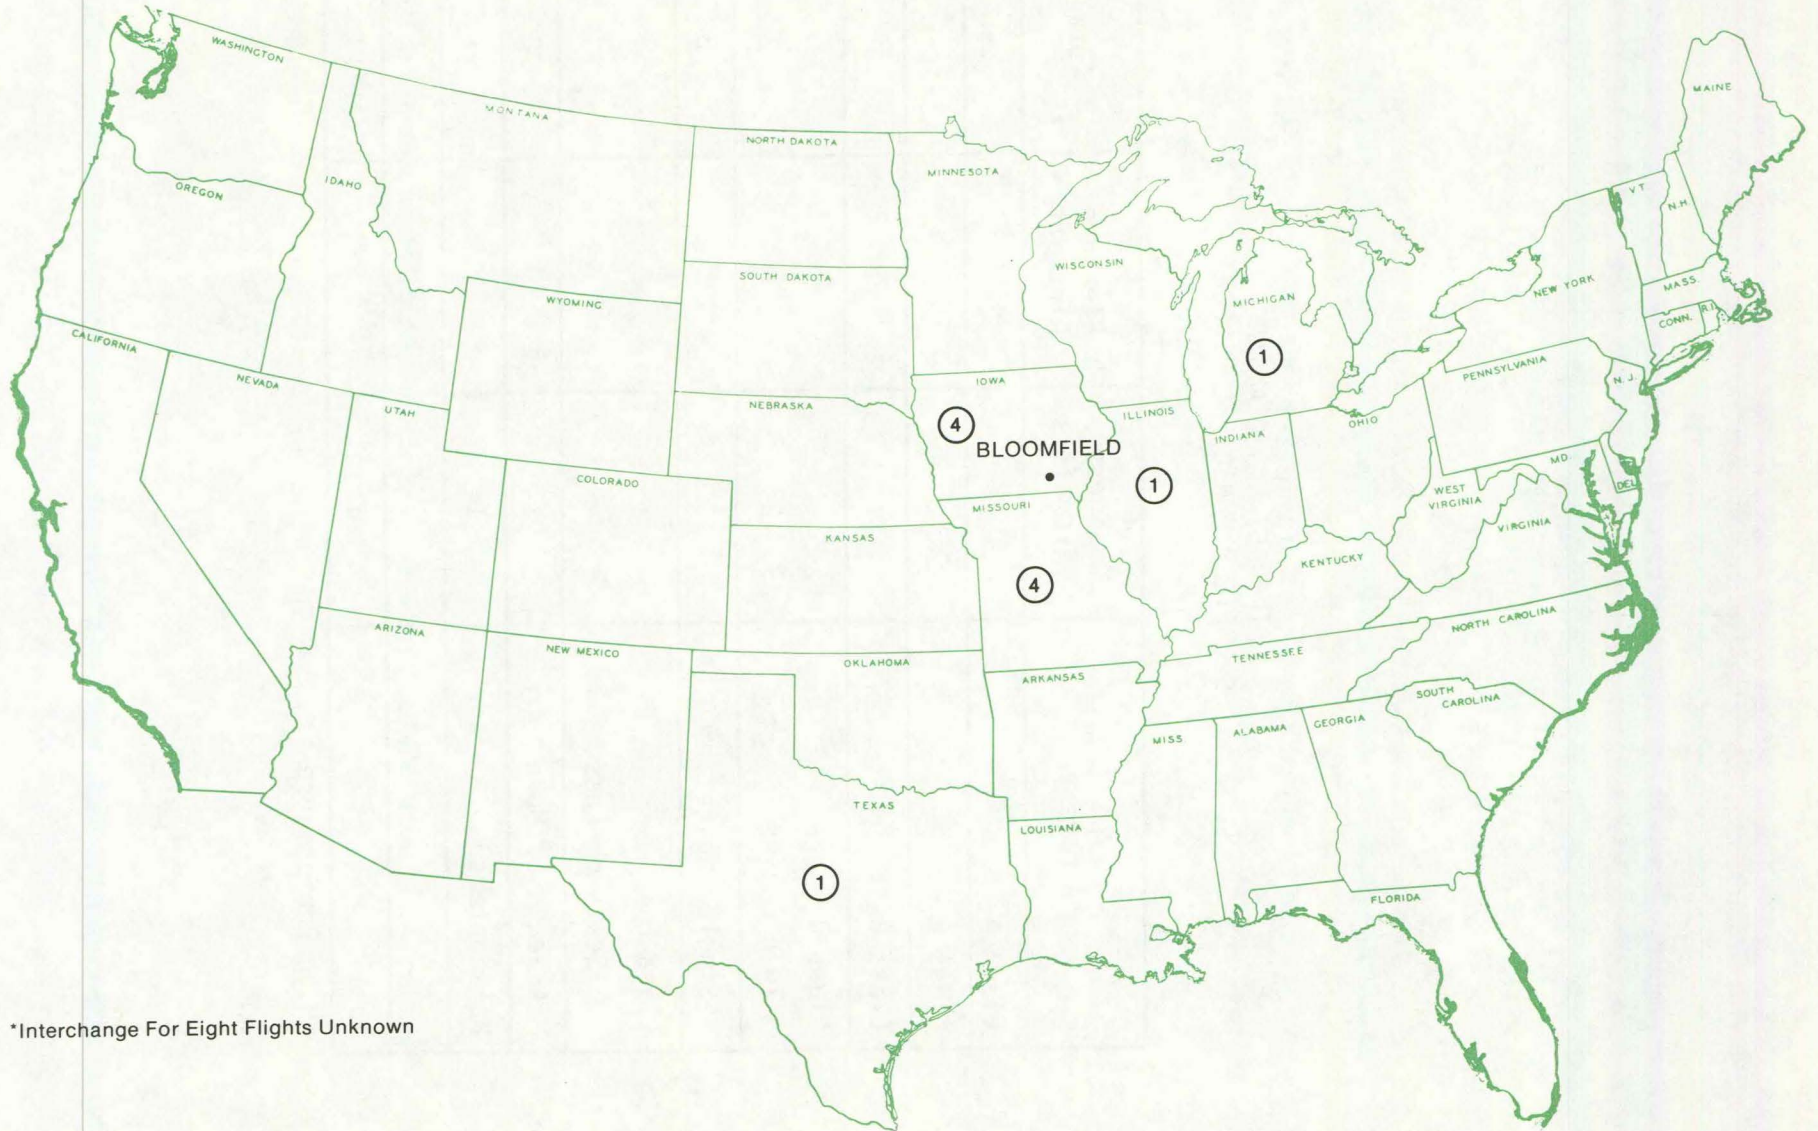 WASHINGTON
MONTANA
NORTH DAKOTA
MINNESOTA
MAINE
OREGON
IDAHO
V.T.
N.H.
SOUTH DAKOTA
WISCONSIN
WYOMING
MICHIGAN
NEW YORK
MASS.
CONN.
R.I.
CALIFORNIA
NEVADA
UTAH
1
IOWA
PENNSYLVANIA
N. J.
NEBRASKA
ILLINOIS
INDIANA
OHIO
4
BLOOMFIELD
MD.
COLORADO
1
WEST
VIRGINIA
DEL.
MISSOURI
VIRGINIA
KANSAS
KENTUCKY
4
ARIZONA
NEW MEXICO
OKLAHOMA
TENNESSEE
NORTH CAROLINA
ARKANSAS
SOUTH
CAROLINA
MISS
ALABAMA
GEORGIA
TEXAS
LOUISIANA
1
FLORIDA
*Interchange For Eight Flights Unknown